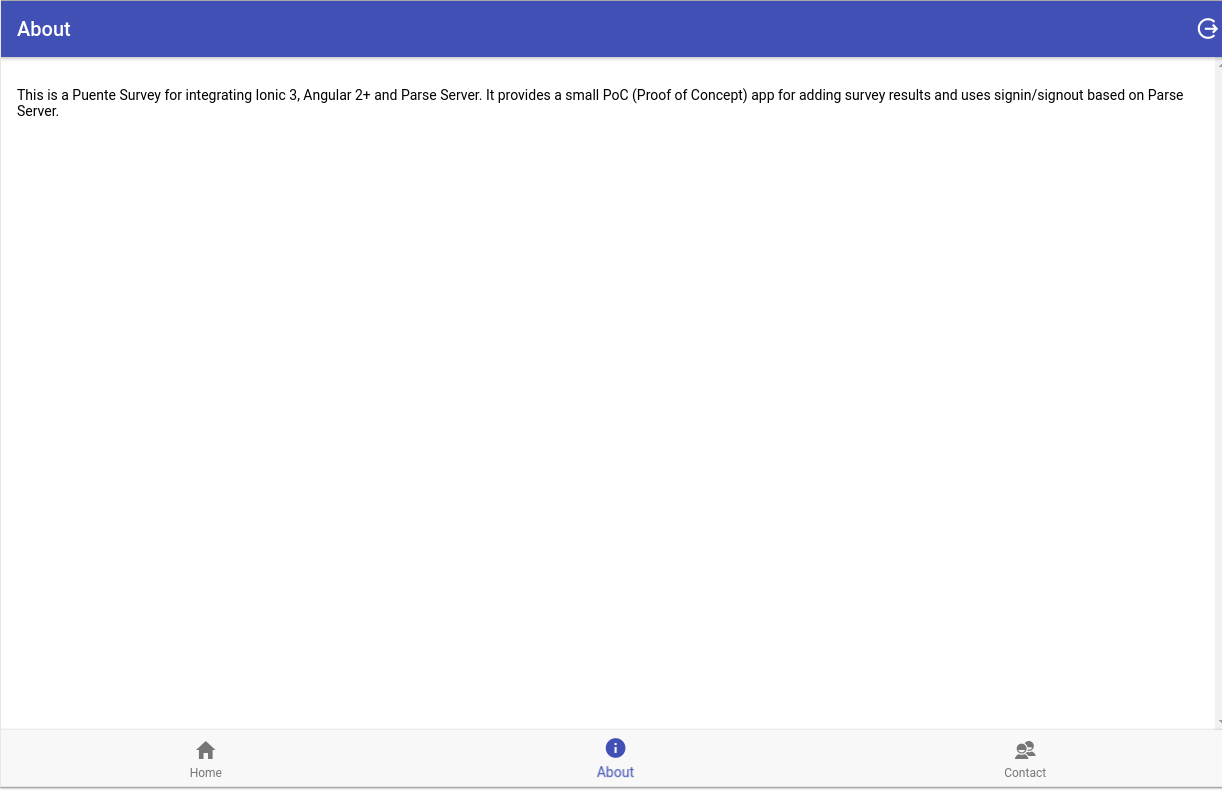 About
This is a Puente Survey for integrating Ionic 3, Angular 2+ and Parse Server. It provides a small PoC (Proof of Concept) app for adding survey results and uses signin/signout based on Parse
Server.
Home
About
Contact